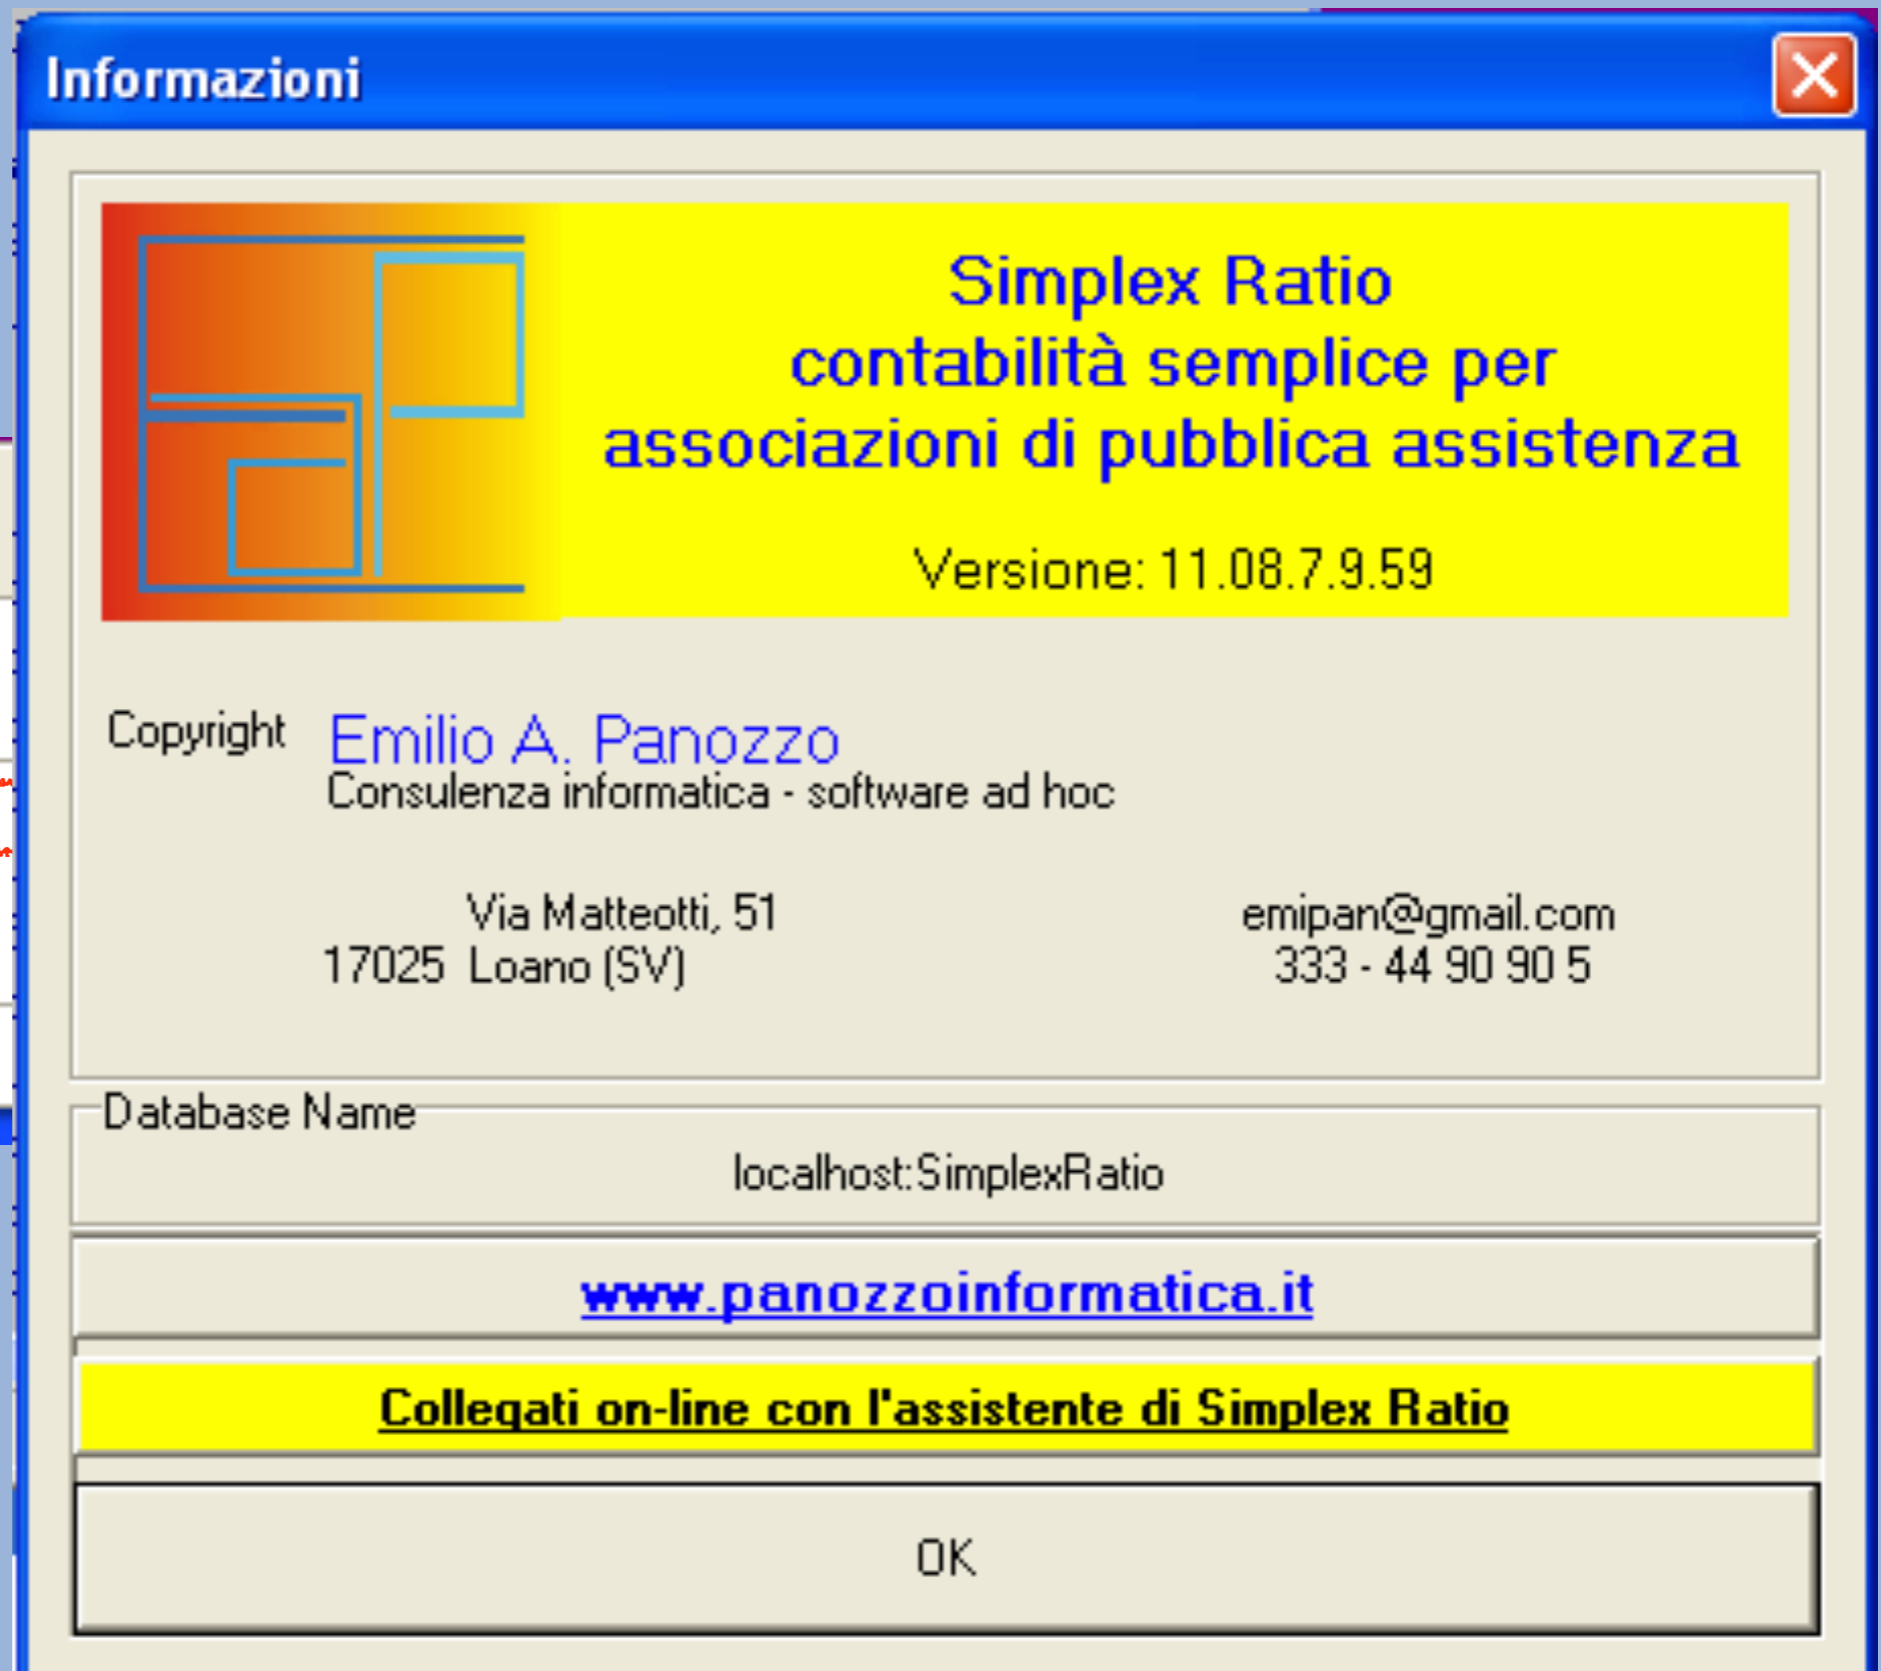 Informazioni
Simplex Ratio
contabilità semplice per
associazioni di pubblica assistenza
Versione: 11.08.7.9.59
Copyright Emilio A. Panozzo
Consulenza informatica - software ad hoc
Via Matteotti, 51 emipan@gmail.com
17025 Loano (SV) 333 - 44 90 90 5
Database Name
localhost:SimplexRatio
www.panozzoinformatica.it
Collegati on-line con l'assistente di Simplex Ratio
OK